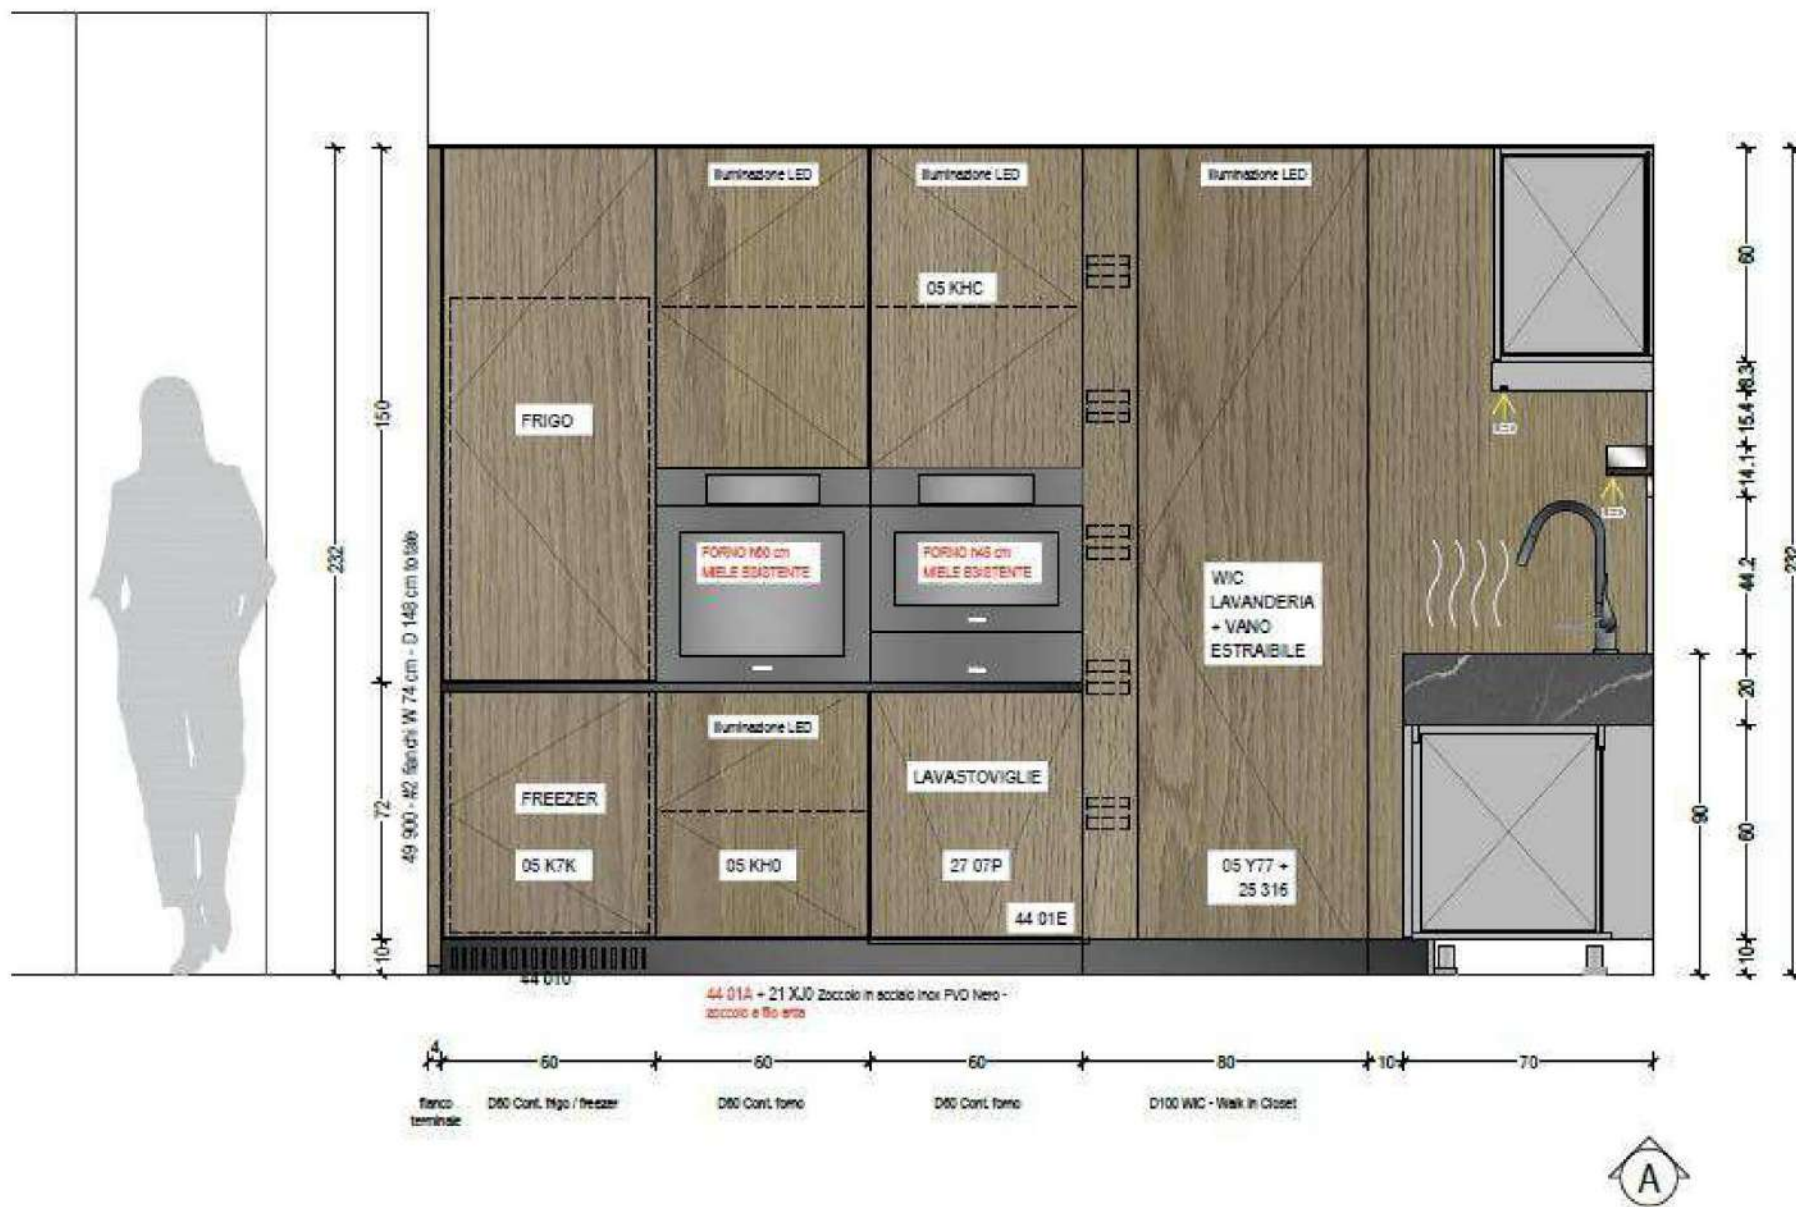 Illuminazione LED
Illuminazione LED
Illuminazione LED
05 KHC
60
8.3
FRIGO
150
LED
15.4
14.1
LED
232
49 900 - #2 fianchi W 74 cm - D 148 cm totale
FORNO h60 cm
MIELE ESISTENTE
FORNO h45 cm
MIELE ESISTENTE
WIC
LAVANDERIA
+ VANO
ESTRAIBILE
44.2
232
20
Illuminazione LED
LAVASTOVIGLIE
FREEZER
72
90
60
05 K7K
05 KH0
27 07P
05 Y77 +
25 316
44 01E
10
10
44 010
44 01A + 21 XJ0 Zoccolo in acciaio inox PVD Nero -
zoccolo a filo anta
4
60
60
60
80
10
70
fianco
terminale
D60 Cont. frigo / freezer
D60 Cont. forno
D60 Cont. forno
D100 WIC - Walk in Closet
A